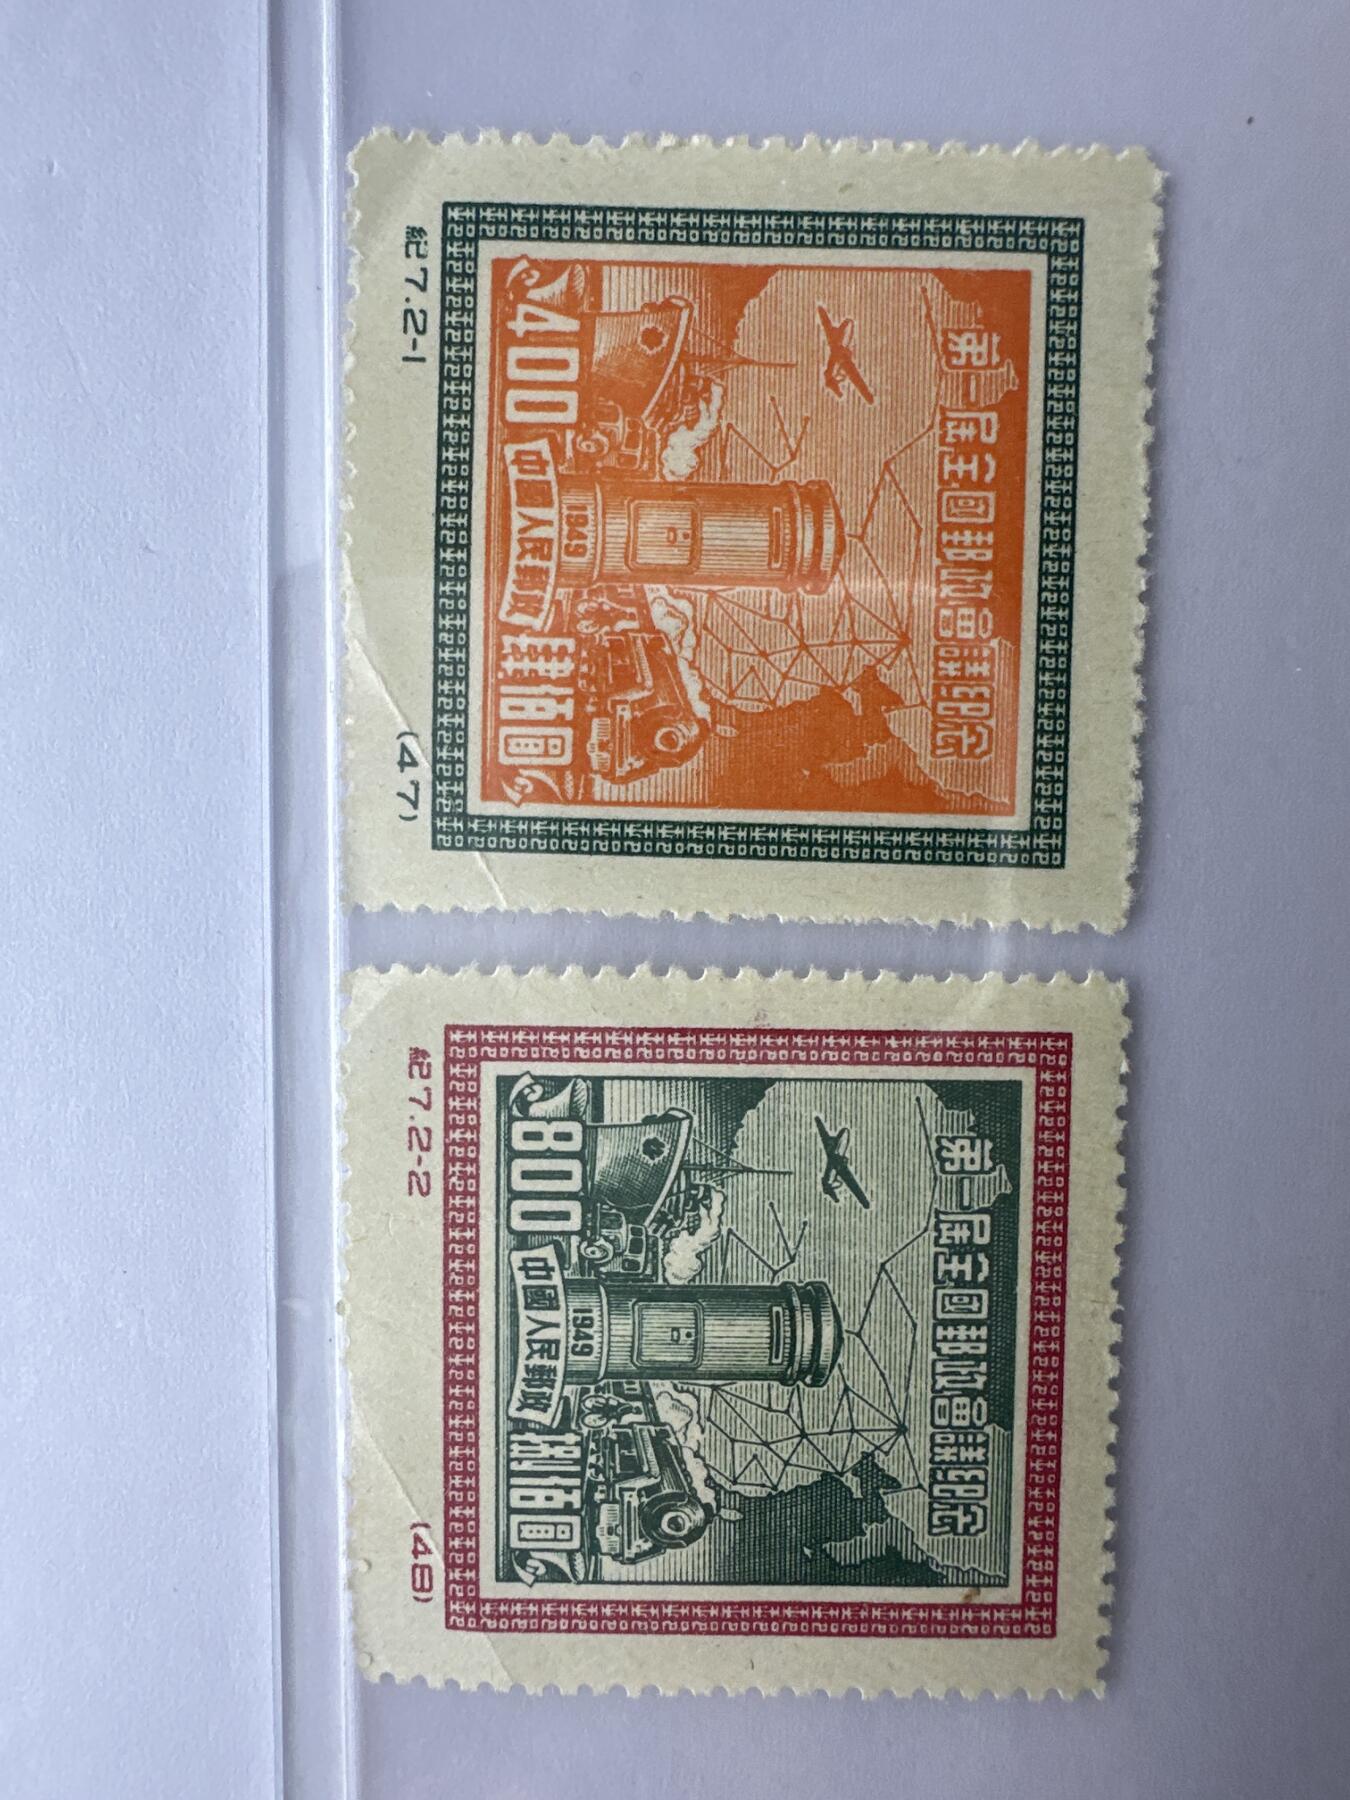 第一届全國郵政會議紀念
1949
中國人民郵政
400
肆佰圓
紀7.2-1
(47)
第一届全國郵政會議紀念
1949
中國人民郵政
800
捌佰圓
紀7.2-2
(48)